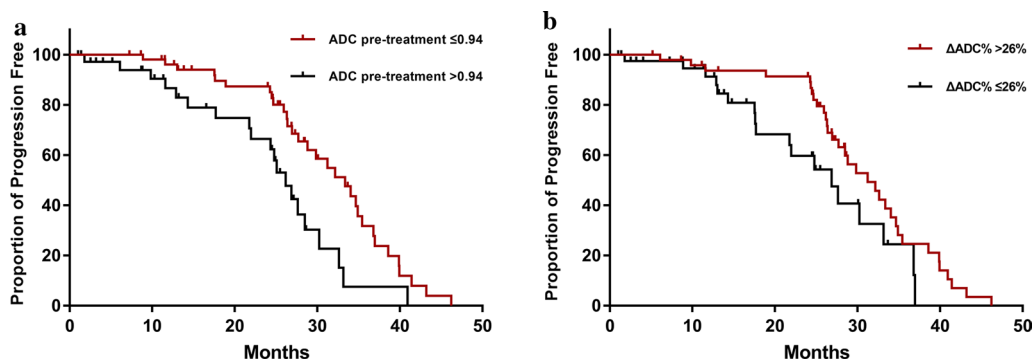 a
ADC pre-treatment ≤0.94
ADC pre-treatment >0.94
Proportion of Progression Free
100
80
60
40
20
0
0 10 20 30 40 50
Months
b
ΔADC% >26%
ΔADC% ≤26%
Proportion of Progression Free
100
80
60
40
20
0
0 10 20 30 40 50
Months